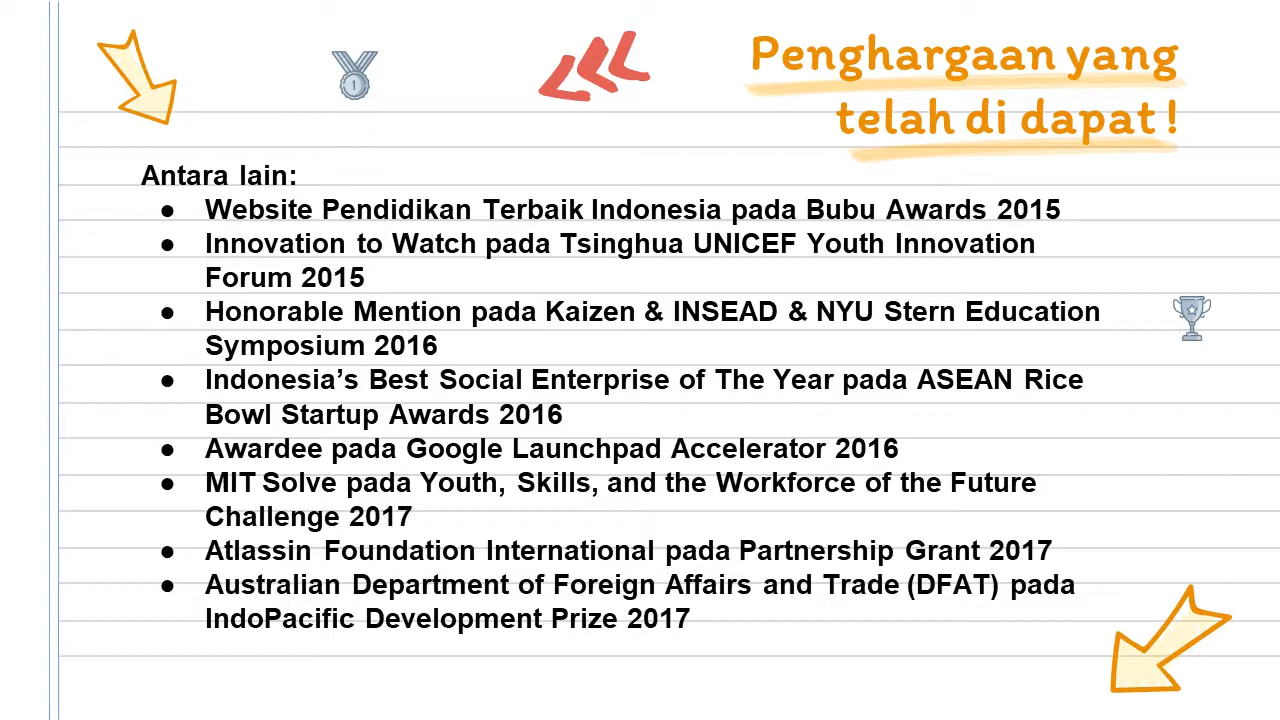 Penghargaan yang
telah di dapat !
Antara lain:
● Website Pendidikan Terbaik Indonesia pada Bubu Awards 2015
● Innovation to Watch pada Tsinghua UNICEF Youth Innovation
Forum 2015
● Honorable Mention pada Kaizen & INSEAD & NYU Stern Education
Symposium 2016
● Indonesia’s Best Social Enterprise of The Year pada ASEAN Rice
Bowl Startup Awards 2016
● Awardee pada Google Launchpad Accelerator 2016
● MIT Solve pada Youth, Skills, and the Workforce of the Future
Challenge 2017
● Atlassin Foundation International pada Partnership Grant 2017
● Australian Department of Foreign Affairs and Trade (DFAT) pada
IndoPacific Development Prize 2017
1